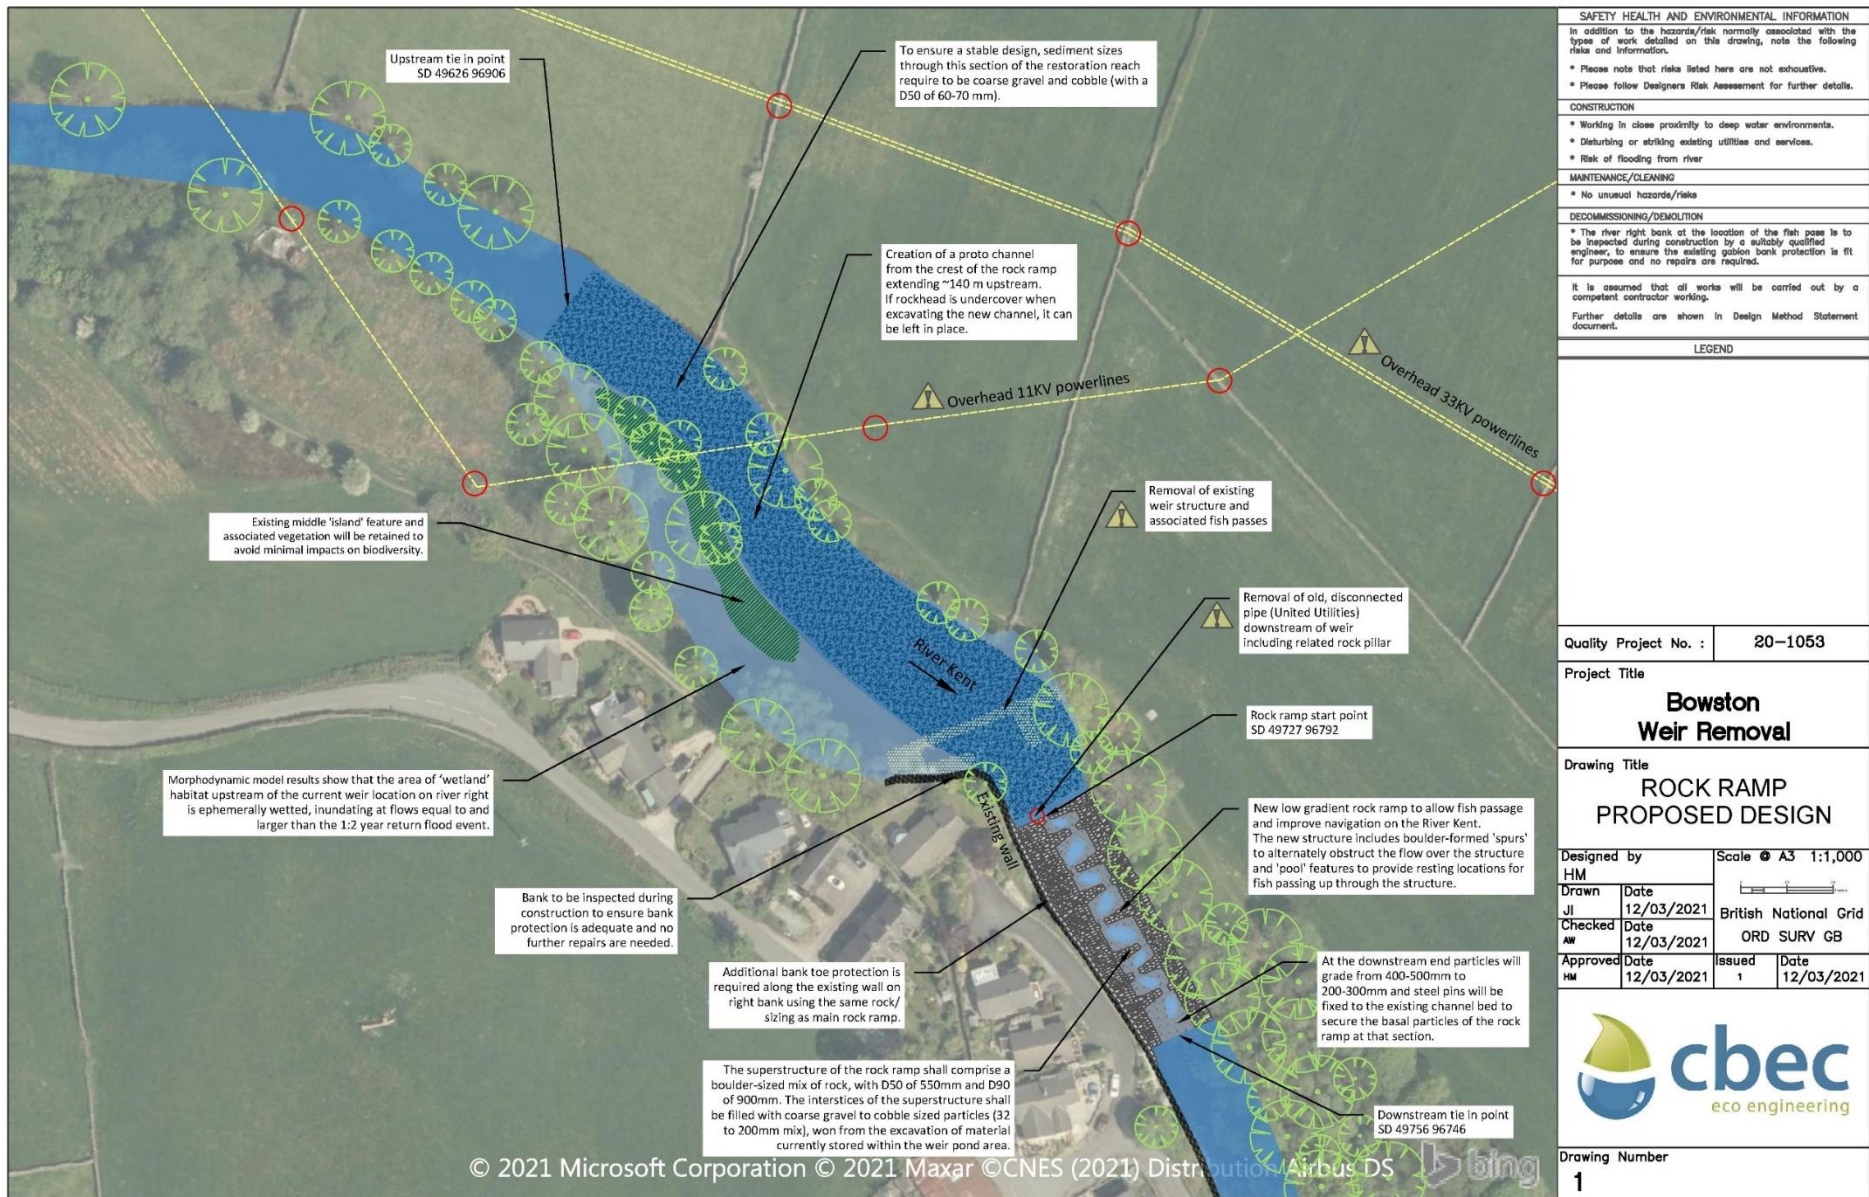 Upstream tie in point
SD 49626 96906
To ensure a stable design, sediment sizes
through this section of the restoration reach
require to be coarse gravel and cobble (with a
D50 of 60-70 mm).
Creation of a proto channel
from the crest of the rock ramp
extending ~140 m upstream.
If rockhead is undercover when
excavating the new channel, it can
be left in place.
Overhead 11KV powerlines
Overhead 33KV powerlines
Existing middle 'island' feature and
associated vegetation will be retained to
avoid minimal impacts on biodiversity.
Removal of existing
weir structure and
associated fish passes
Removal of old, disconnected
pipe (United Utilities)
downstream of weir
including related rock pillar
River Kent
Rock ramp start point
SD 49727 96792
Morphodynamic model results show that the area of 'wetland'
habitat upstream of the current weir location on river right
is ephemerally wetted, inundating at flows equal to and
larger than the 1:2 year return flood event.
Existing wall
New low gradient rock ramp to allow fish passage
and improve navigation on the River Kent.
The new structure includes boulder-formed 'spurs'
to alternately obstruct the flow over the structure
and 'pool' features to provide resting locations for
fish passing up through the structure.
Bank to be inspected during
construction to ensure bank
protection is adequate and no
further repairs are needed.
Additional bank toe protection is
required along the existing wall on
right bank using the same rock/
sizing as main rock ramp.
At the downstream end particles will
grade from 400-500mm to
200-300mm and steel pins will be
fixed to the existing channel bed to
secure the basal particles of the rock
ramp at that section.
The superstructure of the rock ramp shall comprise a
boulder-sized mix of rock, with D50 of 550mm and D90
of 900mm. The interstices of the superstructure shall
be filled with coarse gravel to cobble sized particles (32
to 200mm mix), won from the excavation of material
currently stored within the weir pond area.
Downstream tie in point
SD 49756 96746
© 2021 Microsoft Corporation © 2021 Maxar ©CNES (2021) Distribution Airbus DS
bing
SAFETY HEALTH AND ENVIRONMENTAL INFORMATION
In addition to the hazards/risk normally associated with the
types of work detailed on this drawing, note the following
risks and information.
* Please note that risks listed here are not exhaustive.
* Please follow Designers Risk Assessment for further details.
CONSTRUCTION
* Working in close proximity to deep water environments.
* Disturbing or striking existing utilities and services.
* Risk of flooding from river
MAINTENANCE/CLEANING
* No unusual hazards/risks
DECOMMISSIONING/DEMOLITION
* The river right bank at the location of the fish pass is to
be inspected during construction by a suitably qualified
engineer, to ensure the existing gabion bank protection is fit
for purpose and no repairs are required.
It is assumed that all works will be carried out by a
competent contractor working.
Further details are shown in Design Method Statement
document.
LEGEND
Quality Project No. : 20-1053
Project Title
Bowston
Weir Removal
Drawing Title
ROCK RAMP
PROPOSED DESIGN
Designed by
HM
Scale @ A3 1:1,000
Drawn
JI
Date
12/03/2021
British National Grid
ORD SURV GB
Checked
AW
Date
12/03/2021
Approved
HM
Date
12/03/2021
Issued
1
Date
12/03/2021
cbec
eco engineering
Drawing Number
1